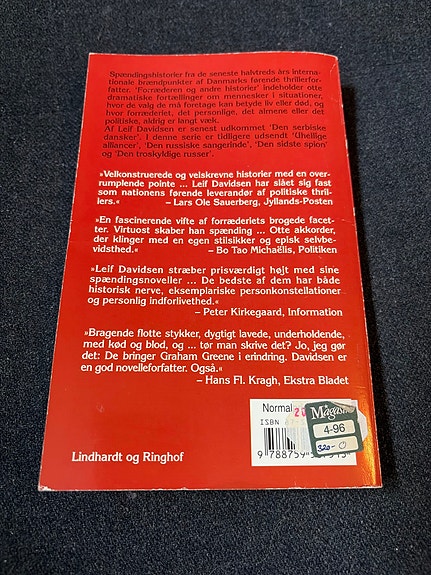 Spændingshistorier fra de seneste halvtreds års interna-
tionale brændpunkter af Danmarks førende thrillerfor-
fatter. 'Forræderen og andre historier' indeholder otte
dramatiske fortællinger om mennesker i situationer,
hvor de valg de må foretage kan betyde liv eller død, og
hvor forræderiet, det personlige, det almene eller det
politiske, aldrig er langt væk.
Af Leif Davidsen er senest udkommet 'Den serbiske
dansker'. I denne serie er tidligere udsendt 'Uhellige
alliancer', 'Den russiske sangerinde', 'Den sidste spion'
og 'Den troskyldige russer'.
»Velkonstruerede og velskrevne historier med en over-
rumplende pointe ... Leif Davidsen har slået sig fast
som nationens førende leverandør af politiske thril-
lers.« – Lars Ole Sauerberg, Jyllands-Posten
»En fascinerende vifte af forræderiets brogede facet-
ter. Virtuost skaber han spænding ... Otte akkorder,
der klinger med en egen stilsikker og episk selvbe-
vidsthed.« – Bo Tao Michaëlis, Politiken
»Leif Davidsen stræber prisværdigt højt med sine
spændingsnoveller ... De bedste af dem har både
historisk nerve, eksemplariske personkonstellationer
og personlig indforlivethed.«
– Peter Kirkegaard, Information
»Bragende flotte stykker, dygtigt lavede, underholdende,
med kød og blod, og ... tør man skrive det? Jo, jeg gør
det: De bringer Graham Greene i erindring. Davidsen er
en god novelleforfatter. Også.«
– Hans Fl. Kragh, Ekstra Bladet
Normal
Magasin
ISBN
4-96
320-
9 788759
Lindhardt og Ringhof